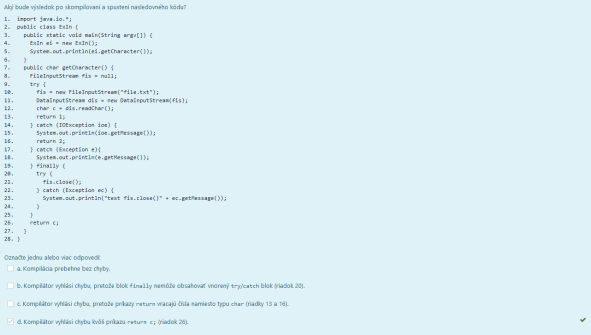 Aký bude výsledok po skompilovaní a spustení nasledovného kódu?
1. import java.io.*;
2. public class ExIn {
3. public static void main(String argv[]) {
4. ExIn ei = new ExIn();
5. System.out.println(ei.getCharacter());
6. }
7. public char getCharacter() {
8. FileInputStream fis = null;
9. try {
10. fis = new FileInputStream("file.txt");
11. DataInputStream dis = new DataInputStream(fis);
12. char c = dis.readChar();
13. return 1;
14. } catch (IOException ioe) {
15. System.out.println(ioe.getMessage());
16. return 2;
17. } catch (Exception e){
18. System.out.println(e.getMessage());
19. } finally {
20. try {
21. fis.close();
22. } catch (Exception ec) {
23. System.out.println("test fis.close()" + ec.getMessage());
24. }
25. }
26. return c;
27. }
28. }
Označte jednu alebo viac odpovedí:
a. Kompilácia prebehne bez chyby.
b. Kompilátor vyhlási chybu, pretože blok finally nemôže obsahovať vnorený try/catch blok (riadok 20).
c. Kompilátor vyhlási chybu, pretože príkazy return vracajú čísla namiesto typu char (riadky 13 a 16).
d. Kompilátor vyhlási chybu kvôli príkazu return c; (riadok 26).